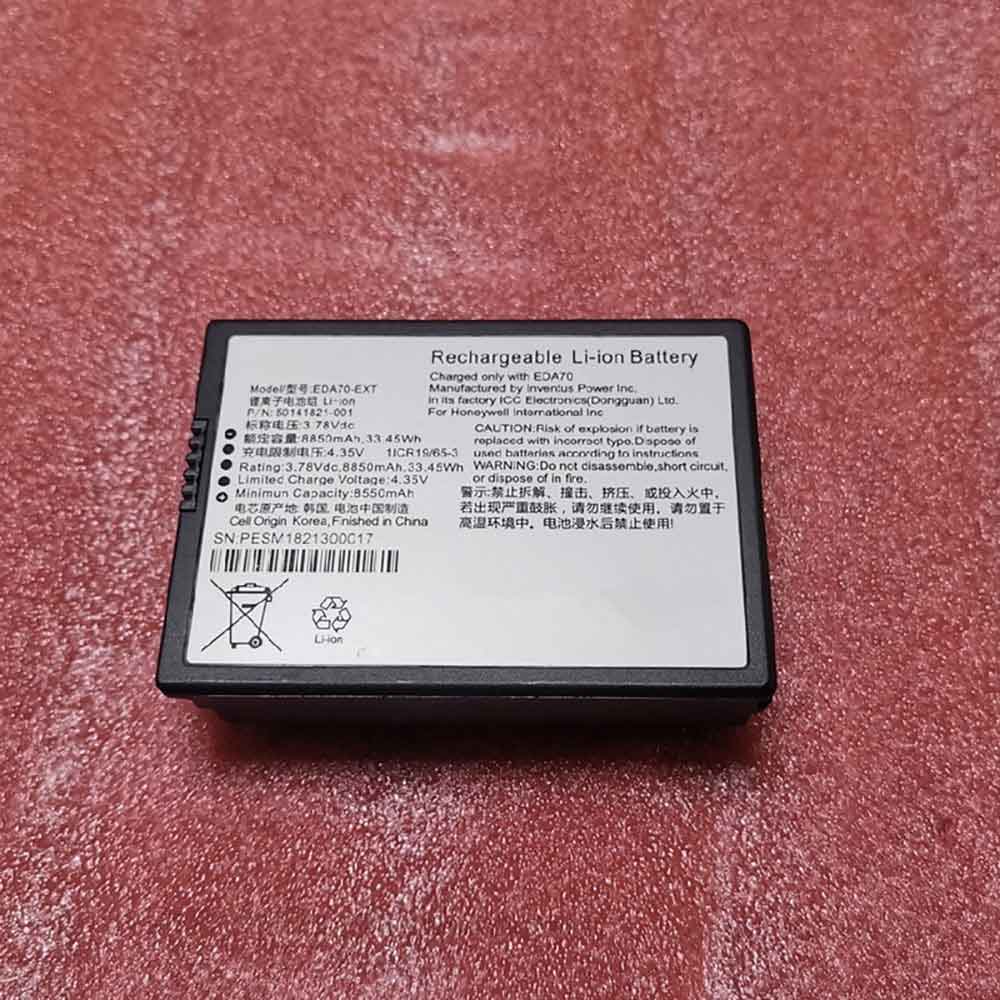 Rechargeable Li-ion Battery
Charged only with EDA70
Manufactured by Inventus Power Inc,
in its factory ICC Electronics(Dongguan) Ltd.
For Honeywell International Inc
Model/型号:EDA70-EXT
锂离子电池组 Li-ion
P/N: 50141821-001
标称电压:3.78Vdc
额定容量:8850mAh,33.45Wh
充电限制电压:4.35V 1ICR19/65-3
Rating:3.78Vdc,8850mAh,33.45Wh
Limited Charge Voltage:4.35V
Minimun Capacity:8550mAh
电芯原产地: 韩国, 电池中国制造
Cell Origin Korea, Finished in China
SN:PESM1821300017
CAUTION:Risk of explosion if battery is
replaced with incorrect type.Dispose of
used batteries according to instructions.
WARNING:Do not disassemble,short circuit,
or dispose of in fire.
警示:禁止拆解、撞击、挤压、或投入火中,
若出现严重鼓胀, 请勿继续使用, 请勿置于
高温环境中。电池浸水后禁止使用!
Li-ion